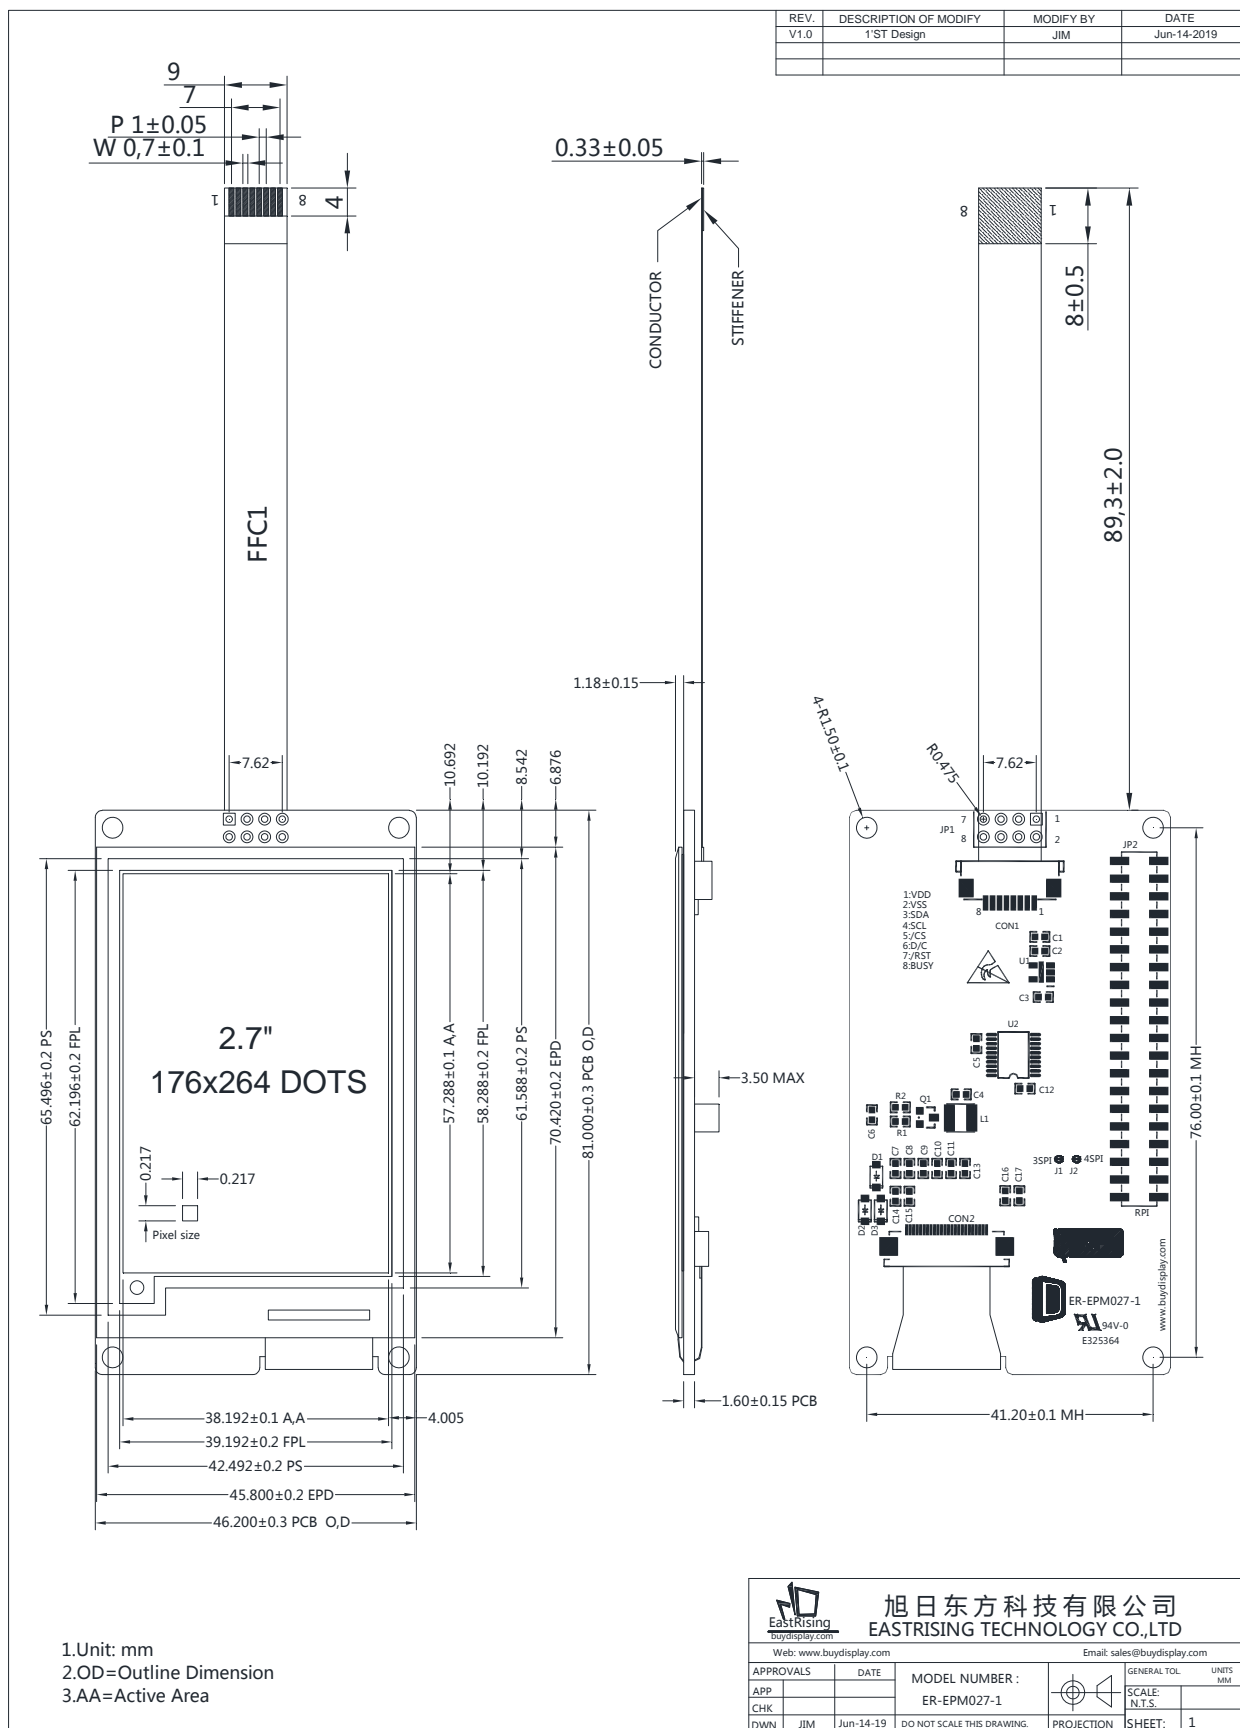 REV. DESCRIPTION OF MODIFY MODIFY BY DATE
V1.0 1'ST Design JIM Jun-14-2019
9
7
P 1±0.05
W 0,7±0.1
1
8
4
0.33±0.05
CONDUCTOR
STIFFENER
8
1
8±0.5
89,3±2.0
FFC1
1.18±0.15
4-R1.50±0.1
R0.475
7.62
7.62
10.692
10.192
8.542
6.876
7
8
JP1
1
2
JP2
1:VDD
2:VSS
3:SDA
4:SCL
5:/CS
6:D/C
7:/RST
8:BUSY
8
1
CON1
C1
C2
U1
C3
U2
C5
C12
C4
R2
Q1
R1
L1
C6
C7
C8
C9
C10
C11
C13
D1
C14
C15
D2
D3
CON2
C16
C17
3SPI
4SPI
J1 J2
RPI
2.7"
176x264 DOTS
0.217
0.217
Pixel size
65.496±0.2 PS
62.196±0.2 FPL
57.288±0.1 A,A
58.288±0.2 FPL
61.588±0.2 PS
70.420±0.2 EPD
81.000±0.3 PCB O,D
3.50 MAX
76.00±0.1 MH
ER-EPM027-1
94V-0
E325364
www.buydisplay.com
38.192±0.1 A,A
4.005
39.192±0.2 FPL
42.492±0.2 PS
45.800±0.2 EPD
46.200±0.3 PCB O,D
1.60±0.15 PCB
41.20±0.1 MH
1.Unit: mm
2.OD=Outline Dimension
3.AA=Active Area
EastRising
buydisplay.com
旭日东方科技有限公司
EASTRISING TECHNOLOGY CO.,LTD
Web: www.buydisplay.com Email: sales@buydisplay.com
APPROVALS DATE
APP
CHK
DWN JIM Jun-14-19
MODEL NUMBER :
ER-EPM027-1
DO NOT SCALE THIS DRAWING.
PROJECTION
GENERAL TOL.
UNITS
MM
SCALE:
N.T.S.
SHEET: 1